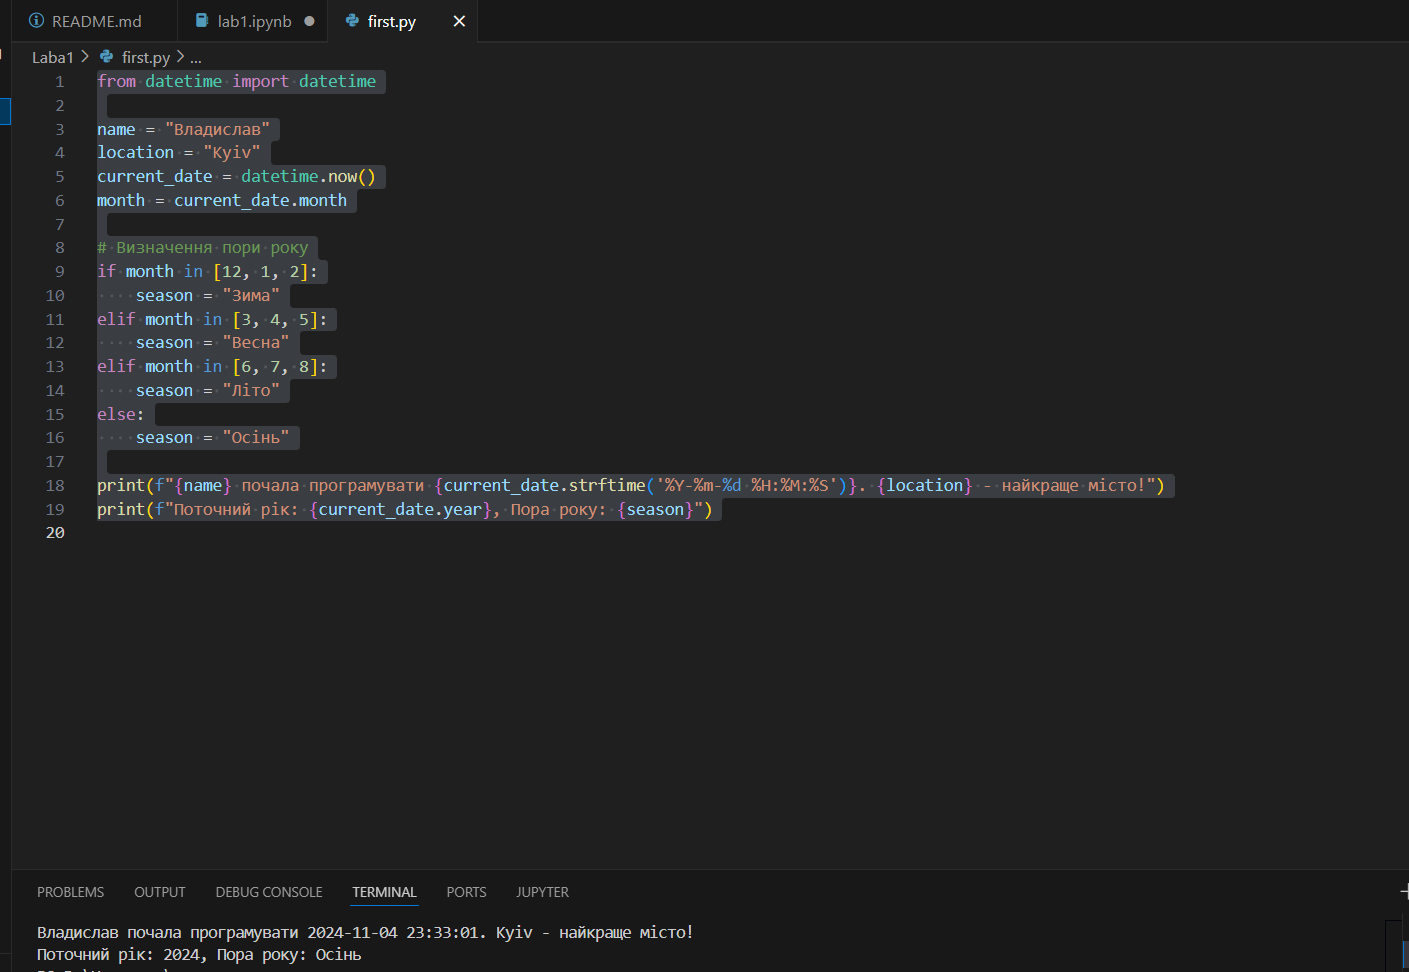 README.md lab1.ipynb first.py
Laba1 > first.py > ...
1 from datetime import datetime
2
3 name = "Владислав"
4 location = "Kyiv"
5 current_date = datetime.now()
6 month = current_date.month
7
8 # Визначення пори року
9 if month in [12, 1, 2]:
10     season = "Зима"
11 elif month in [3, 4, 5]:
12     season = "Весна"
13 elif month in [6, 7, 8]:
14     season = "Літо"
15 else:
16     season = "Осінь"
17
18 print(f"{name} почала програмувати {current_date.strftime('%Y-%m-%d %H:%M:%S')}. {location} - найкраще місто!")
19 print(f"Поточний рік: {current_date.year}, Пора року: {season}")
20
PROBLEMS OUTPUT DEBUG CONSOLE TERMINAL PORTS JUPYTER
Владислав почала програмувати 2024-11-04 23:33:01. Kyiv - найкраще місто!
Поточний рік: 2024, Пора року: Осінь